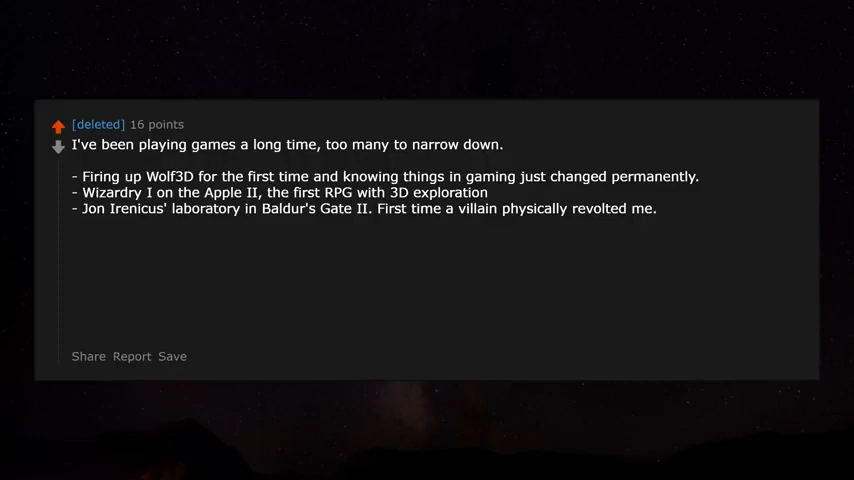 [deleted] 16 points
I've been playing games a long time, too many to narrow down.
- Firing up Wolf3D for the first time and knowing things in gaming just changed permanently.
- Wizardry I on the Apple II, the first RPG with 3D exploration
- Jon Irenicus' laboratory in Baldur's Gate II. First time a villain physically revolted me.
Share Report Save